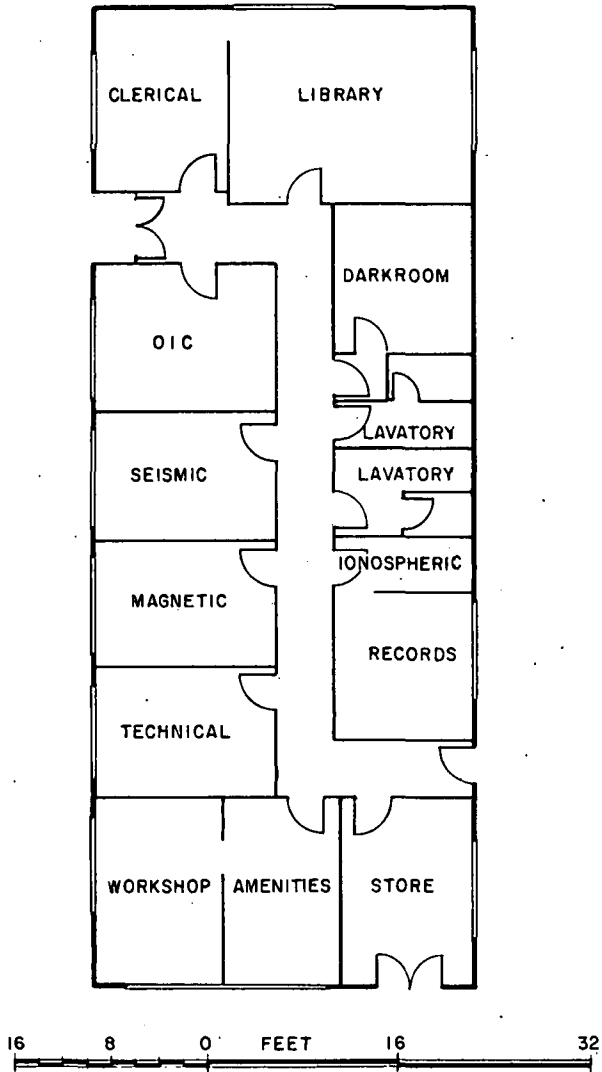 CLERICAL LIBRARY
DARKROOM
OIC
LAVATORY
SEISMIC LAVATORY
IONOSPHERIC
MAGNETIC
RECORDS
TECHNICAL
WORKSHOP AMENITIES STORE
16 8 0 FEET 16 32